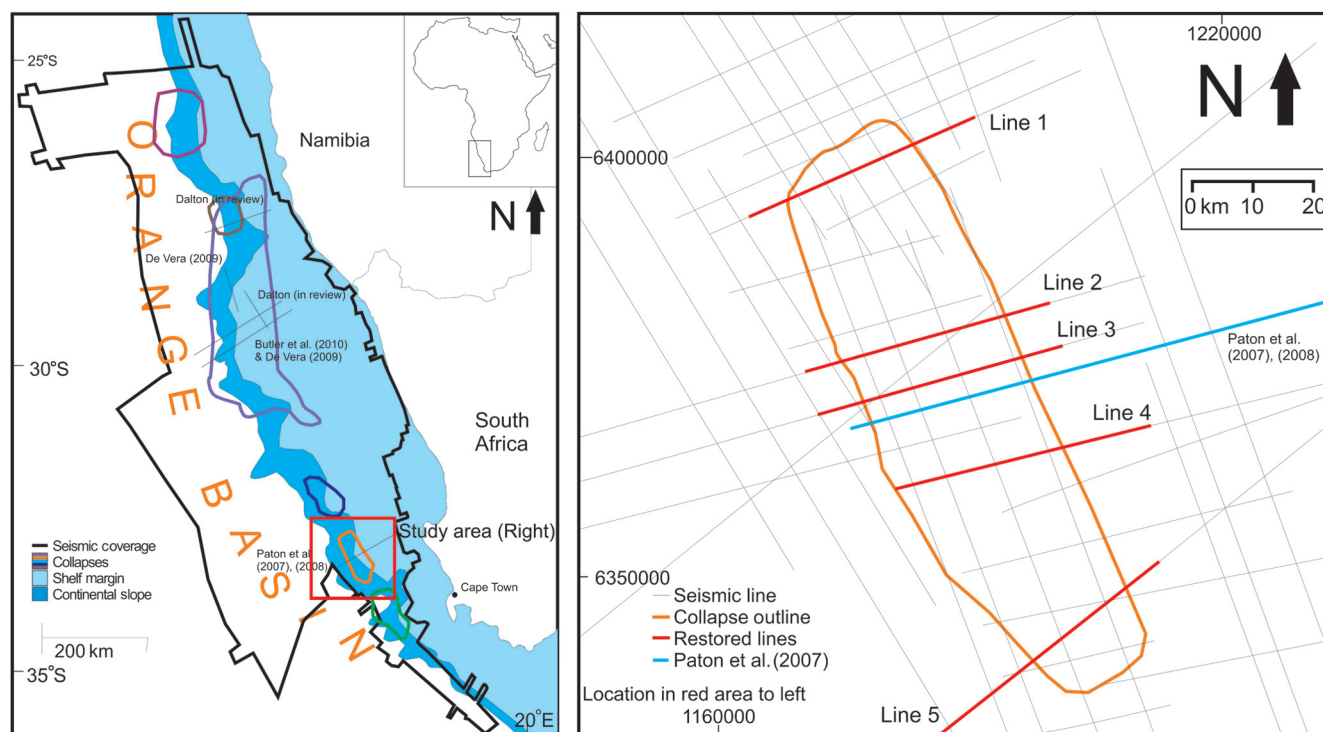 25°S
Namibia
O R A N G E
Dalton (in review)
N
De Vera (2009)
Dalton (in review)
Butler et al. (2010)
& De Vera (2009)
30°S
South
Africa
B A S I N
Study area (Right)
Paton et al
(2007), (2008)
Cape Town
Seismic coverage
Collapses
Shelf margin
Continental slope
200 km
35°S
20°E
1220000
N
Line 1
6400000
0 km 10 20
Line 2
Line 3
Paton et al.
(2007), (2008)
Line 4
6350000
Seismic line
Collapse outline
Restored lines
Paton et al. (2007)
Location in red area to left
1160000
Line 5